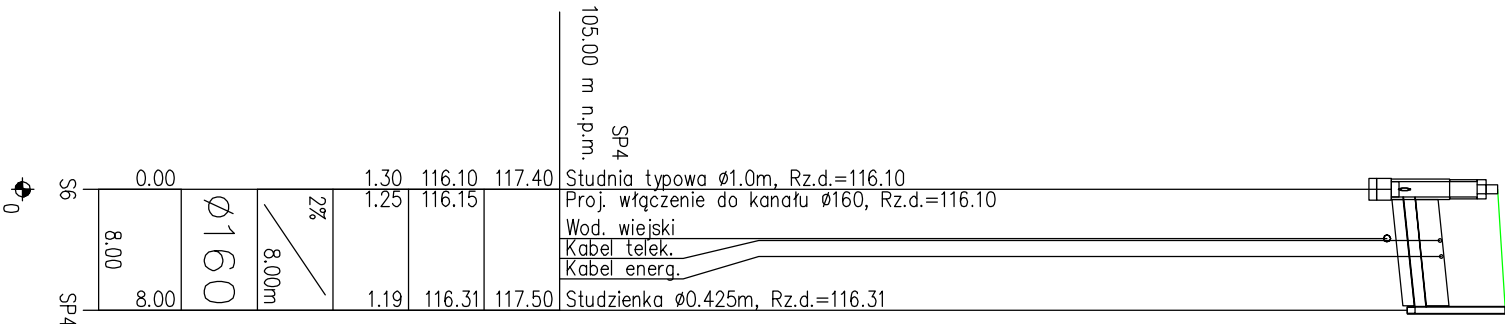 105.00 m n.p.m.
SP4
S6
0.00
1.30
116.10
117.40
Studnia typowa ø1.0m, Rz.d.=116.10
1.25
116.15
Proj. włączenie do kanału ø160, Rz.d.=116.10
Wod. wiejski
Kabel telek.
Kabel energ.
8.00
Ø160
2%
8.00m
SP4
8.00
1.19
116.31
117.50
Studzienka ø0.425m, Rz.d.=116.31
0